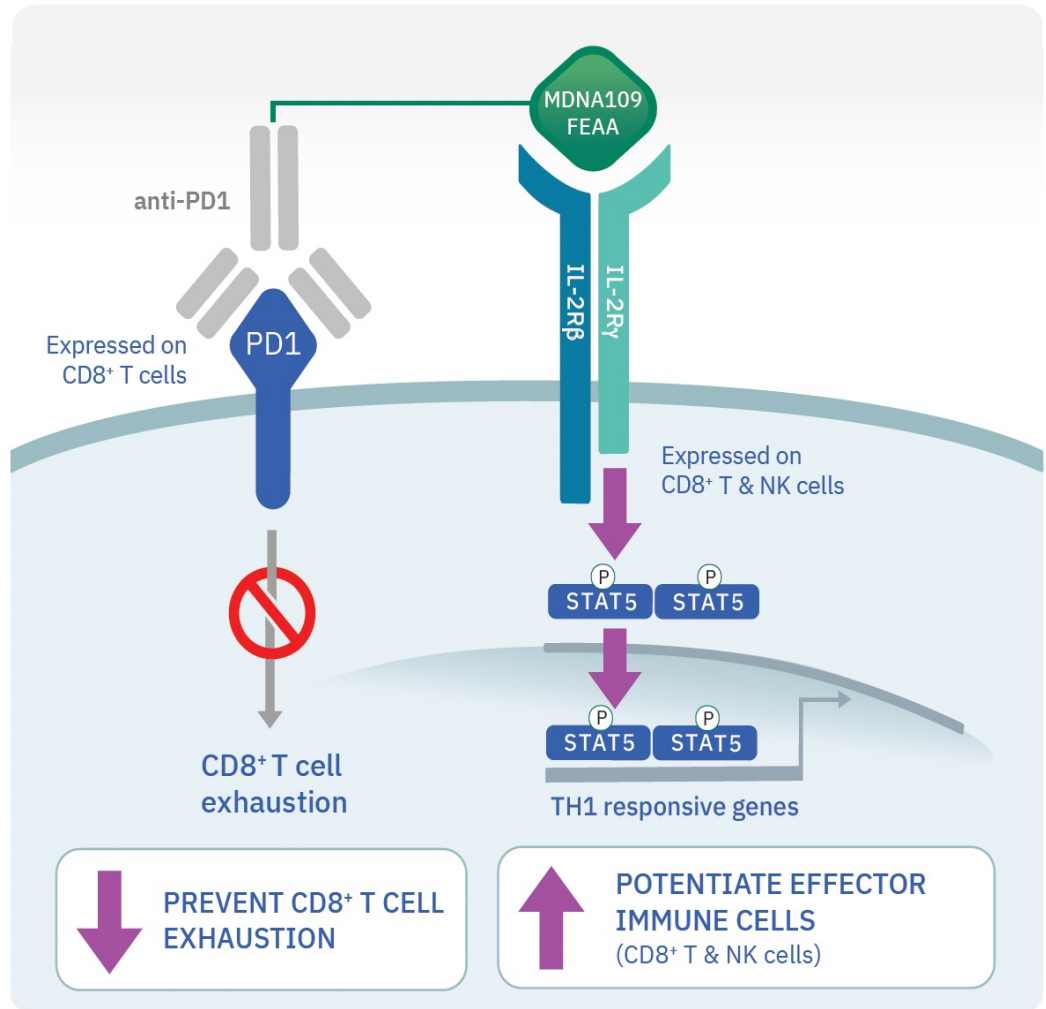 MDNA109
FEAA
anti-PD1
IL-2Rβ
IL-2Rγ
PD1
Expressed on
CD8⁺ T cells
Expressed on
CD8⁺ T & NK cells
P
P
STAT5
STAT5
P
P
STAT5
STAT5
CD8⁺ T cell
exhaustion
TH1 responsive genes
PREVENT CD8⁺ T CELL
EXHAUSTION
POTENTIATE EFFECTOR
IMMUNE CELLS
(CD8⁺ T & NK cells)